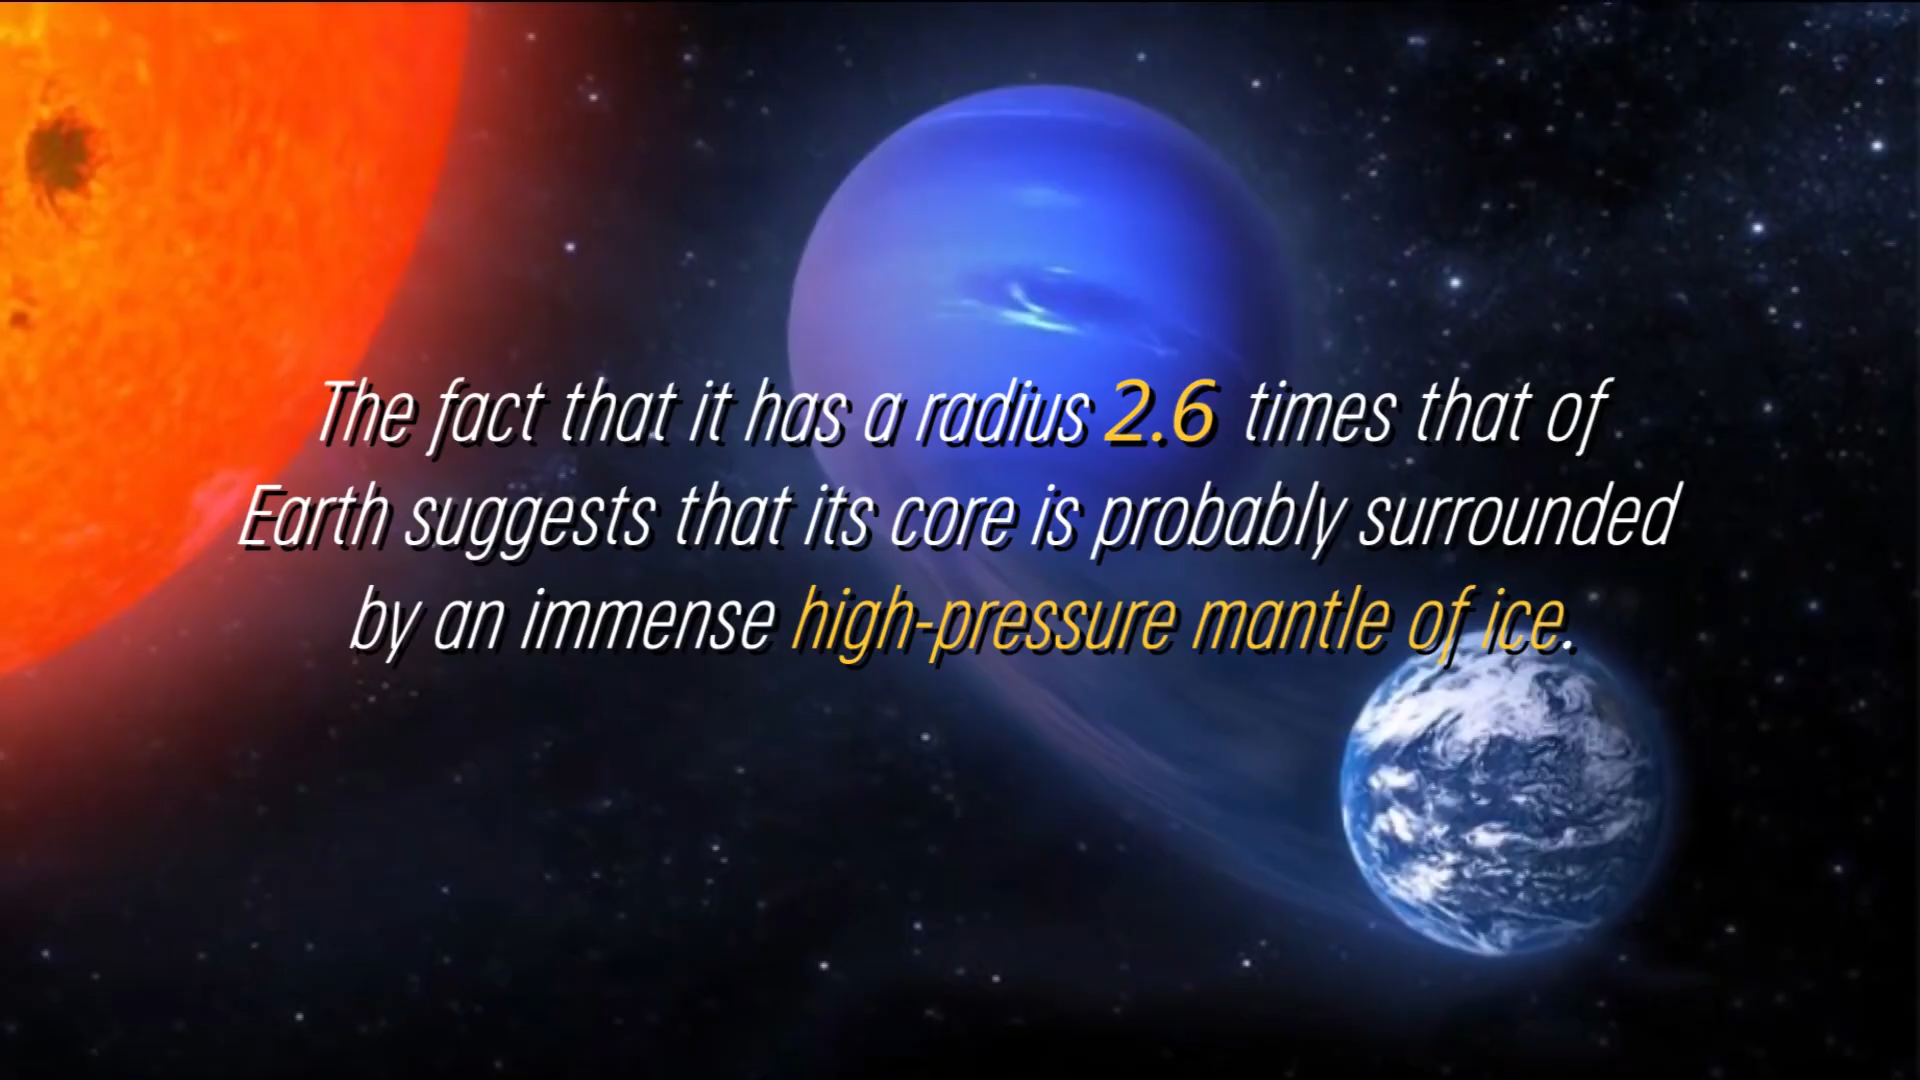 The fact that it has a radius 2.6 times that of
Earth suggests that its core is probably surrounded
by an immense high-pressure mantle of ice.